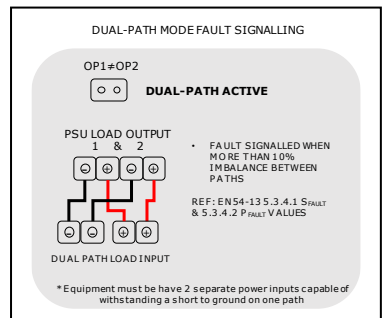 DUAL-PATH MODE FAULT SIGNALLING
OP1≠OP2
DUAL-PATH ACTIVE
PSU LOAD OUTPUT
1 & 2
⊖ ⊕ ⊖ ⊕
⊖ ⊖ ⊕ ⊕
DUAL PATH LOAD INPUT
• FAULT SIGNALLED WHEN
MORE THAN 10%
IMBALANCE BETWEEN
PATHS
REF: EN54-13 5.3.4.1 SFAULT
& 5.3.4.2 PFAULT VALUES
*Equipment must be have 2 separate power inputs capable of
withstanding a short to ground on one path